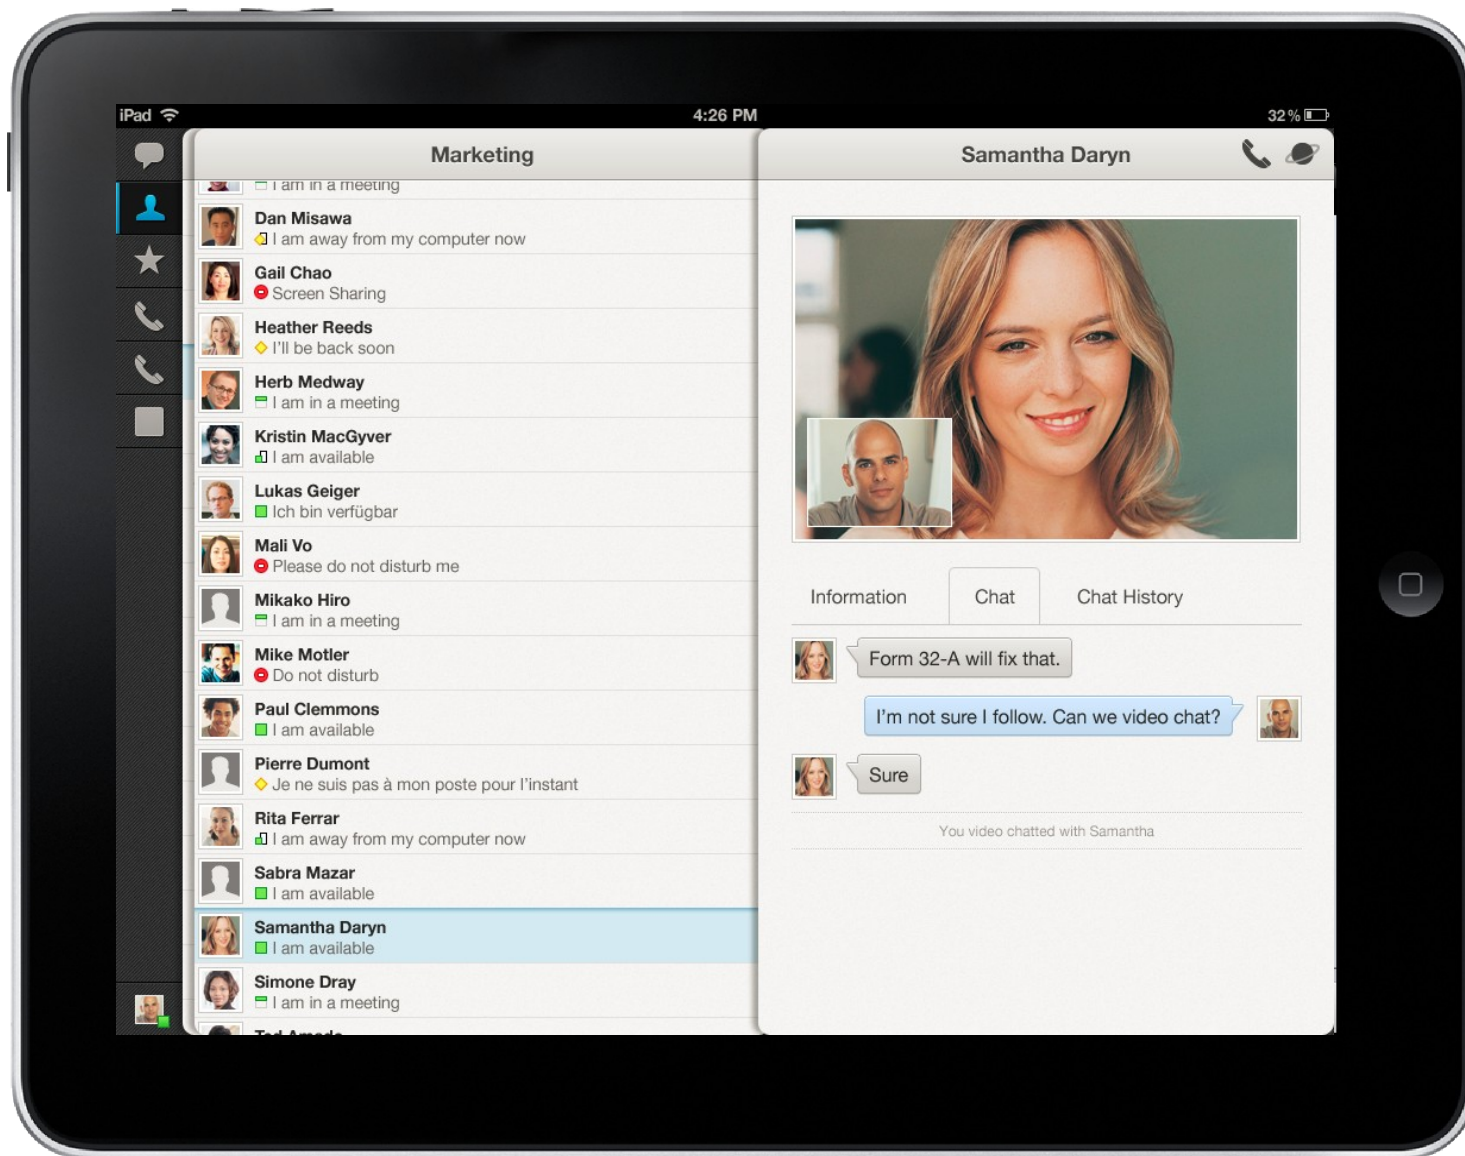 iPad
4:26 PM
32%
Marketing
I am in a meeting
Dan Misawa
I am away from my computer now
Gail Chao
Screen Sharing
Heather Reeds
I'll be back soon
Herb Medway
I am in a meeting
Kristin MacGyver
I am available
Lukas Geiger
Ich bin verfügbar
Mali Vo
Please do not disturb me
Mikako Hiro
I am in a meeting
Mike Motler
Do not disturb
Paul Clemmons
I am available
Pierre Dumont
Je ne suis pas à mon poste pour l'instant
Rita Ferrar
I am away from my computer now
Sabra Mazar
I am available
Samantha Daryn
I am available
Simone Dray
I am in a meeting
Samantha Daryn
Information Chat Chat History
Form 32-A will fix that.
I'm not sure I follow. Can we video chat?
Sure
You video chatted with Samantha